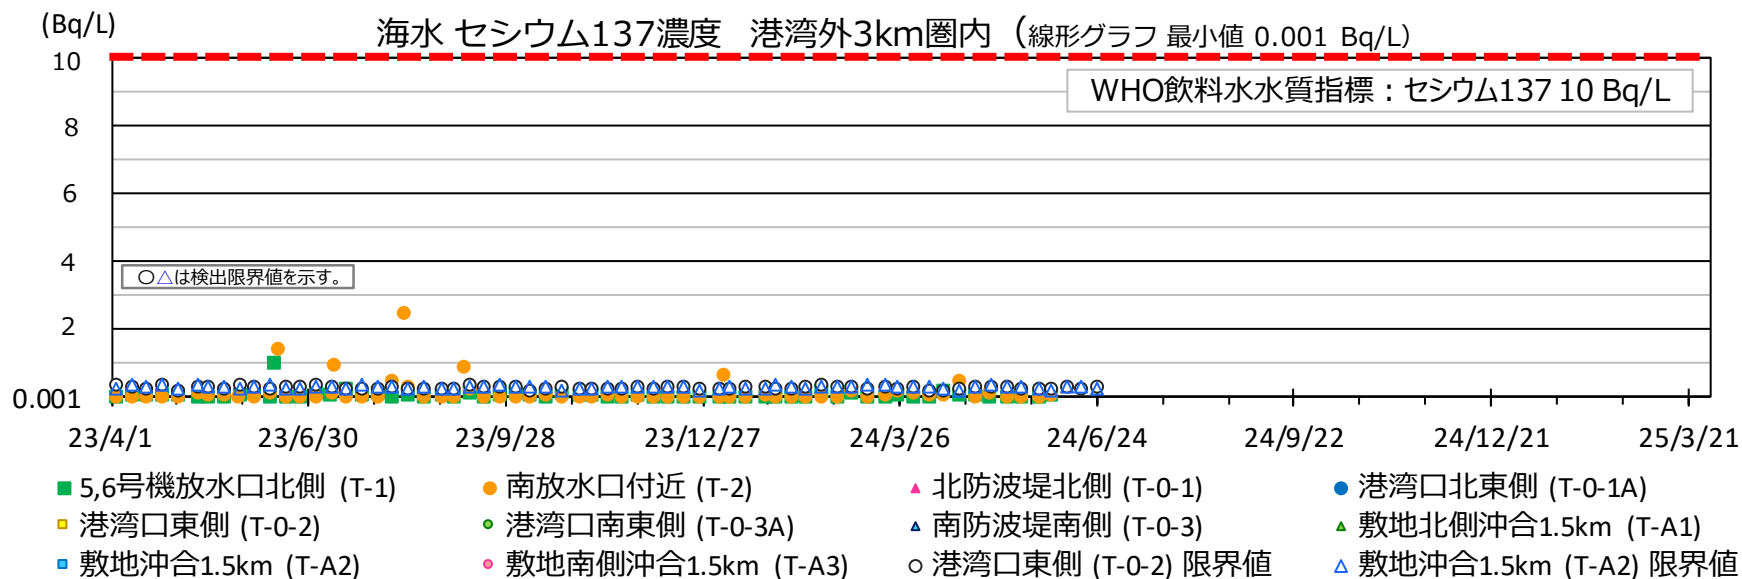 (Bq/L)
海水 セシウム137濃度 港湾外3km圏内 (線形グラフ 最小値 0.001 Bq/L)
10
WHO飲料水水質指標:セシウム137 10 Bq/L
8
6
4
○△は検出限界値を示す。
2
0.001
23/4/1 23/6/30 23/9/28 23/12/27 24/3/26 24/6/24 24/9/22 24/12/21 25/3/21
5,6号機放水口北側 (T-1) 南放水口付近 (T-2) 北防波堤北側 (T-0-1) 港湾口北東側 (T-0-1A)
港湾口東側 (T-0-2) 港湾口南東側 (T-0-3A) 南防波堤南側 (T-0-3) 敷地北側沖合1.5km (T-A1)
敷地沖合1.5km (T-A2) 敷地南側沖合1.5km (T-A3) 港湾口東側 (T-0-2) 限界値 敷地沖合1.5km (T-A2) 限界値